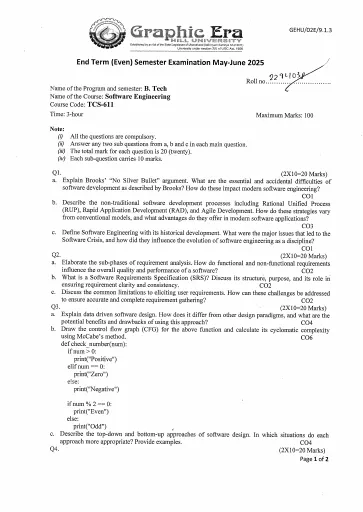 GEHU/02E/9.1.3
Graphic Era
HILL UNIVERSITY
End Term (Even) Semester Examination May-June 2025
Roll no.
Name of the Program and semester: B. Tech
Name of the Course: Software Engineering
Course Code: TCS-611
Time: 3-hour Maximum Marks: 100
Note:
(i) All the questions are compulsory.
(ii) Answer any two sub questions from a, b and c in each main question.
(iii) The total mark for each question is 20 (twenty).
(iv) Each sub-question carries 10 marks.
Q1. (2X10=20 Marks)
a. Explain Brooks' "No Silver Bullet" argument. What are the essential and accidental difficulties of
software development as described by Brooks? How do these impact modern software engineering?
CO1
b. Describe the non-traditional software development processes including Rational Unified Process
(RUP), Rapid Application Development (RAD), and Agile Development. How do these strategies vary
from conventional models, and what advantages do they offer in modern software applications?
CO3
c. Define Software Engineering with its historical development. What were the major issues that led to the
Software Crisis, and how did they influence the evolution of software engineering as a discipline?
CO1
Q2. (2X10=20 Marks)
a. Elaborate the sub-phases of requirement analysis. How do functional and non-functional requirements
influence the overall quality and performance of a software? CO2
b. What is a Software Requirements Specification (SRS)? Discuss its structure, purpose, and its role in
ensuring requirement clarity and consistency. CO2
c. Discuss the common limitations to eliciting user requirements. How can these challenges be addressed
to ensure accurate and complete requirement gathering? CO2
Q3. (2X10=20 Marks)
a. Explain data driven software design. How does it differ from other design paradigms, and what are the
potential benefits and drawbacks of using this approach? CO4
b. Draw the control flow graph (CFG) for the above function and calculate its cyclomatic complexity
using McCabe's method. CO6
def check_number(num):
if num > 0:
print("Positive")
elif num == 0:
print("Zero")
else:
print("Negative")
if num % 2 == 0:
print("Even")
else:
print("Odd")
c. Describe the top-down and bottom-up approaches of software design. In which situations do each
approach more appropriate? Provide examples. CO4
Q4. (2X10=20 Marks)
Page 1 of 2